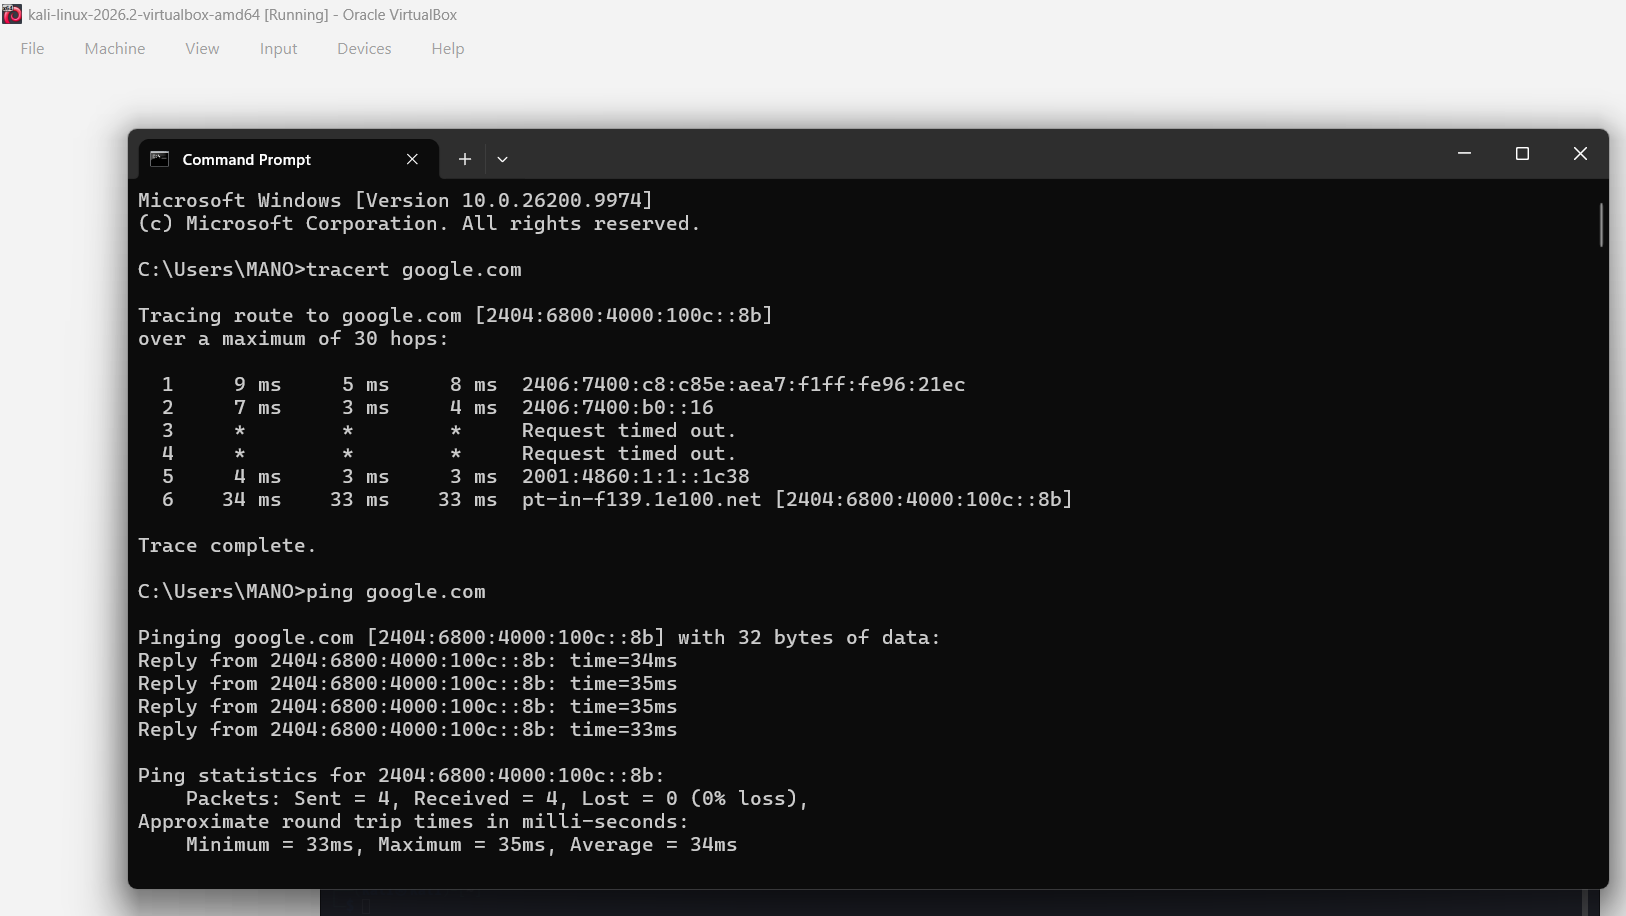 kali-linux-2026.2-virtualbox-amd64 [Running] - Oracle VirtualBox
File Machine View Input Devices Help
Command Prompt
Microsoft Windows [Version 10.0.26200.9974]
(c) Microsoft Corporation. All rights reserved.
C:\Users\MANO>tracert google.com
Tracing route to google.com [2404:6800:4000:100c::8b]
over a maximum of 30 hops:
1 9 ms 5 ms 8 ms 2406:7400:c8:c85e:aea7:f1ff:fe96:21ec
2 7 ms 3 ms 4 ms 2406:7400:b0::16
3 * * * Request timed out.
4 * * * Request timed out.
5 4 ms 3 ms 3 ms 2001:4860:1:1::1c38
6 34 ms 33 ms 33 ms pt-in-f139.1e100.net [2404:6800:4000:100c::8b]
Trace complete.
C:\Users\MANO>ping google.com
Pinging google.com [2404:6800:4000:100c::8b] with 32 bytes of data:
Reply from 2404:6800:4000:100c::8b: time=34ms
Reply from 2404:6800:4000:100c::8b: time=35ms
Reply from 2404:6800:4000:100c::8b: time=35ms
Reply from 2404:6800:4000:100c::8b: time=33ms
Ping statistics for 2404:6800:4000:100c::8b:
Packets: Sent = 4, Received = 4, Lost = 0 (0% loss),
Approximate round trip times in milli-seconds:
Minimum = 33ms, Maximum = 35ms, Average = 34ms